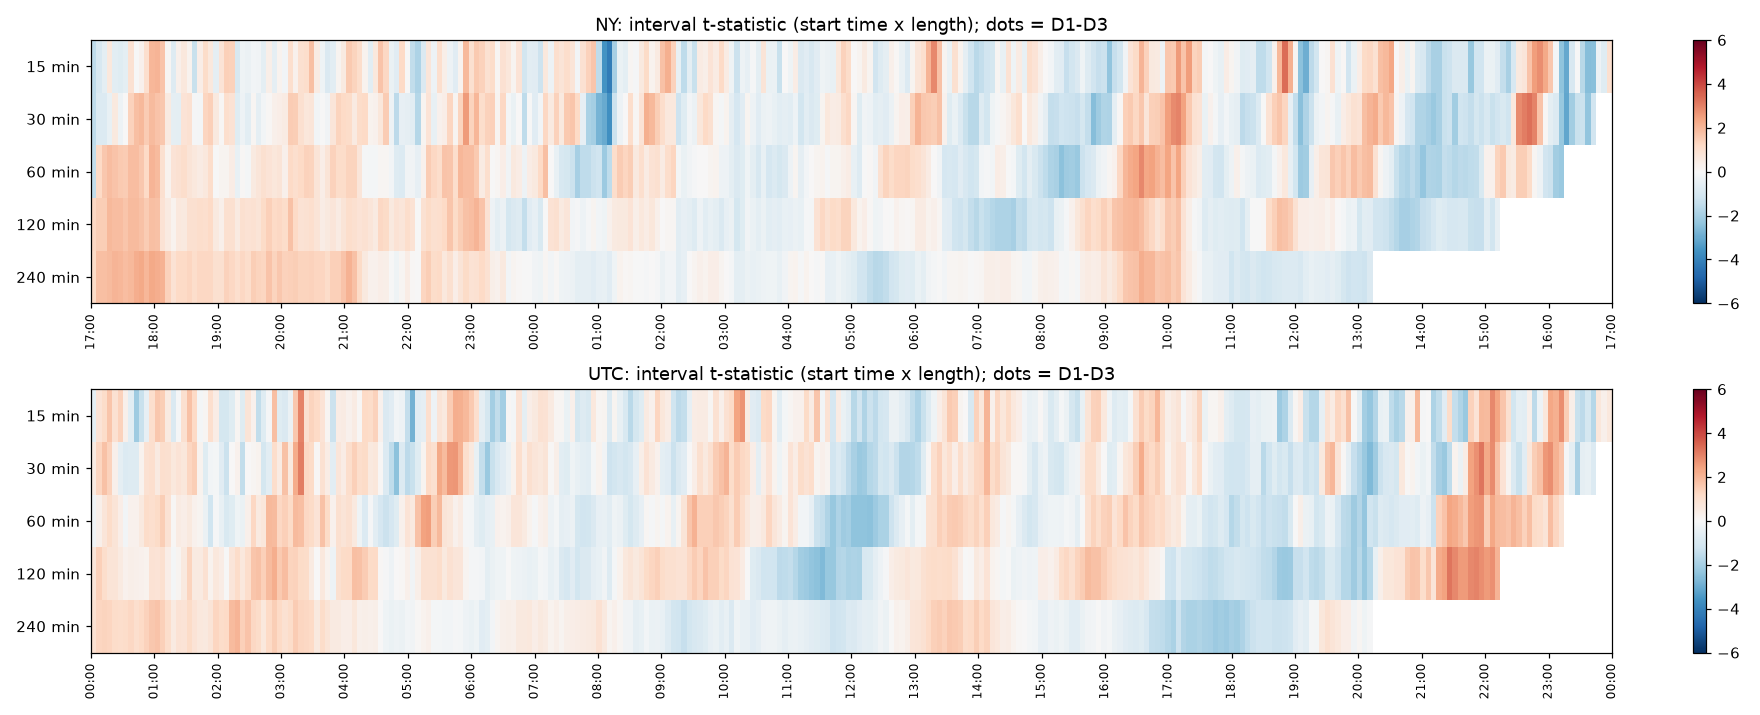 NY: interval t-statistic (start time x length); dots = D1-D3
15 min
30 min
60 min
120 min
240 min
17:00 18:00 19:00 20:00 21:00 22:00 23:00 00:00 01:00 02:00 03:00 04:00 05:00 06:00 07:00 08:00 09:00 10:00 11:00 12:00 13:00 14:00 15:00 16:00 17:00
6
4
2
0
−2
−4
−6
UTC: interval t-statistic (start time x length); dots = D1-D3
15 min
30 min
60 min
120 min
240 min
00:00 01:00 02:00 03:00 04:00 05:00 06:00 07:00 08:00 09:00 10:00 11:00 12:00 13:00 14:00 15:00 16:00 17:00 18:00 19:00 20:00 21:00 22:00 23:00 00:00
6
4
2
0
−2
−4
−6